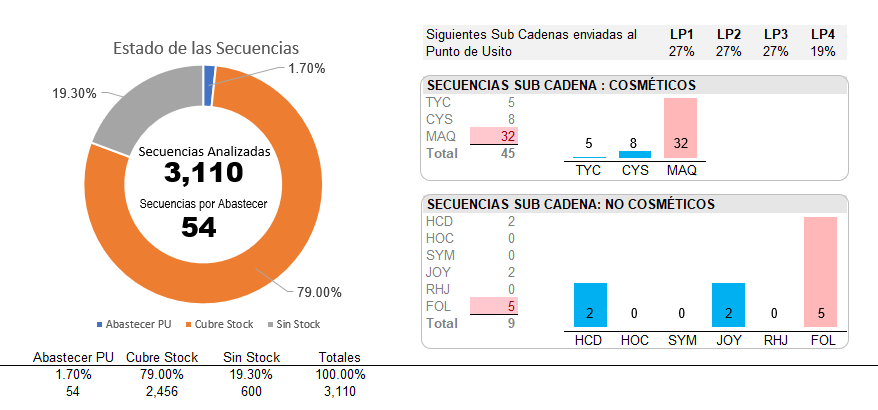 Estado de las Secuencias
1.70%
19.30%
Secuencias Analizadas
3,110
Secuencias por Abastecer
54
79.00%
Abastecer PU Cubre Stock Sin Stock
Abastecer PU Cubre Stock Sin Stock Totales
1.70% 79.00% 19.30% 100.00%
54 2,456 600 3,110
Siguientes Sub Cadenas enviadas al LP1 LP2 LP3 LP4
Punto de Usito 27% 27% 27% 19%
SECUENCIAS SUB CADENA : COSMÉTICOS
TYC 5
CYS 8
MAQ 32
Total 45
5 8 32
TYC CYS MAQ
SECUENCIAS SUB CADENA: NO COSMÉTICOS
HCD 2
HOC 0
SYM 0
JOY 2
RHJ 0
FOL 5
Total 9
2 0 0 2 0 5
HCD HOC SYM JOY RHJ FOL